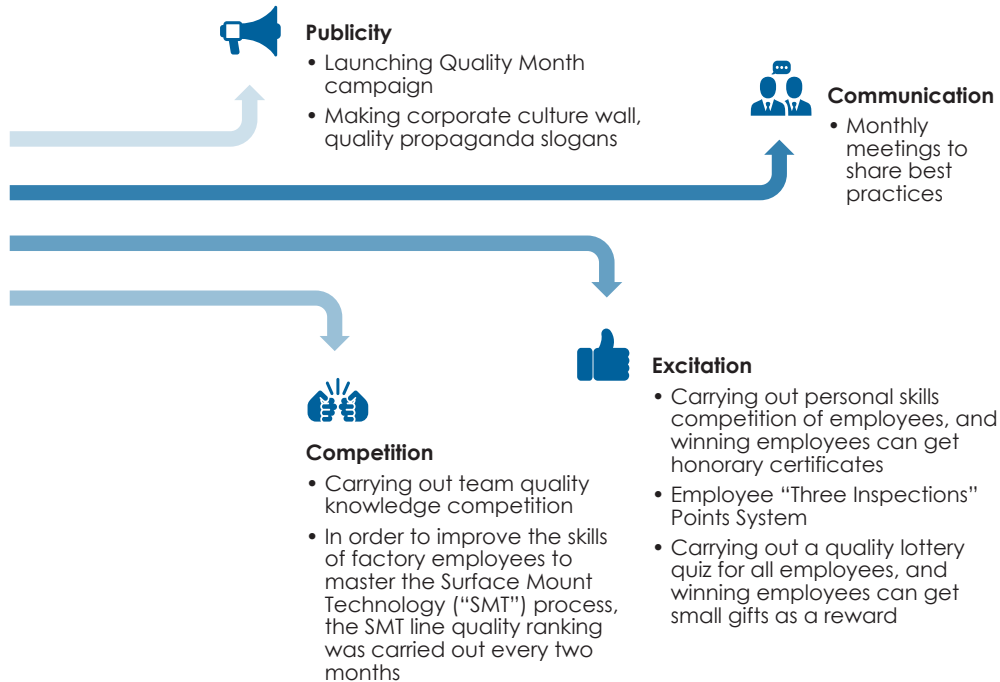 Publicity
• Launching Quality Month
campaign
• Making corporate culture wall,
quality propaganda slogans
Communication
• Monthly
meetings to
share best
practices
Competition
• Carrying out team quality
knowledge competition
• In order to improve the skills
of factory employees to
master the Surface Mount
Technology (“SMT”) process,
the SMT line quality ranking
was carried out every two
months
Excitation
• Carrying out personal skills
competition of employees, and
winning employees can get
honorary certificates
• Employee “Three Inspections”
Points System
• Carrying out a quality lottery
quiz for all employees, and
winning employees can get
small gifts as a reward